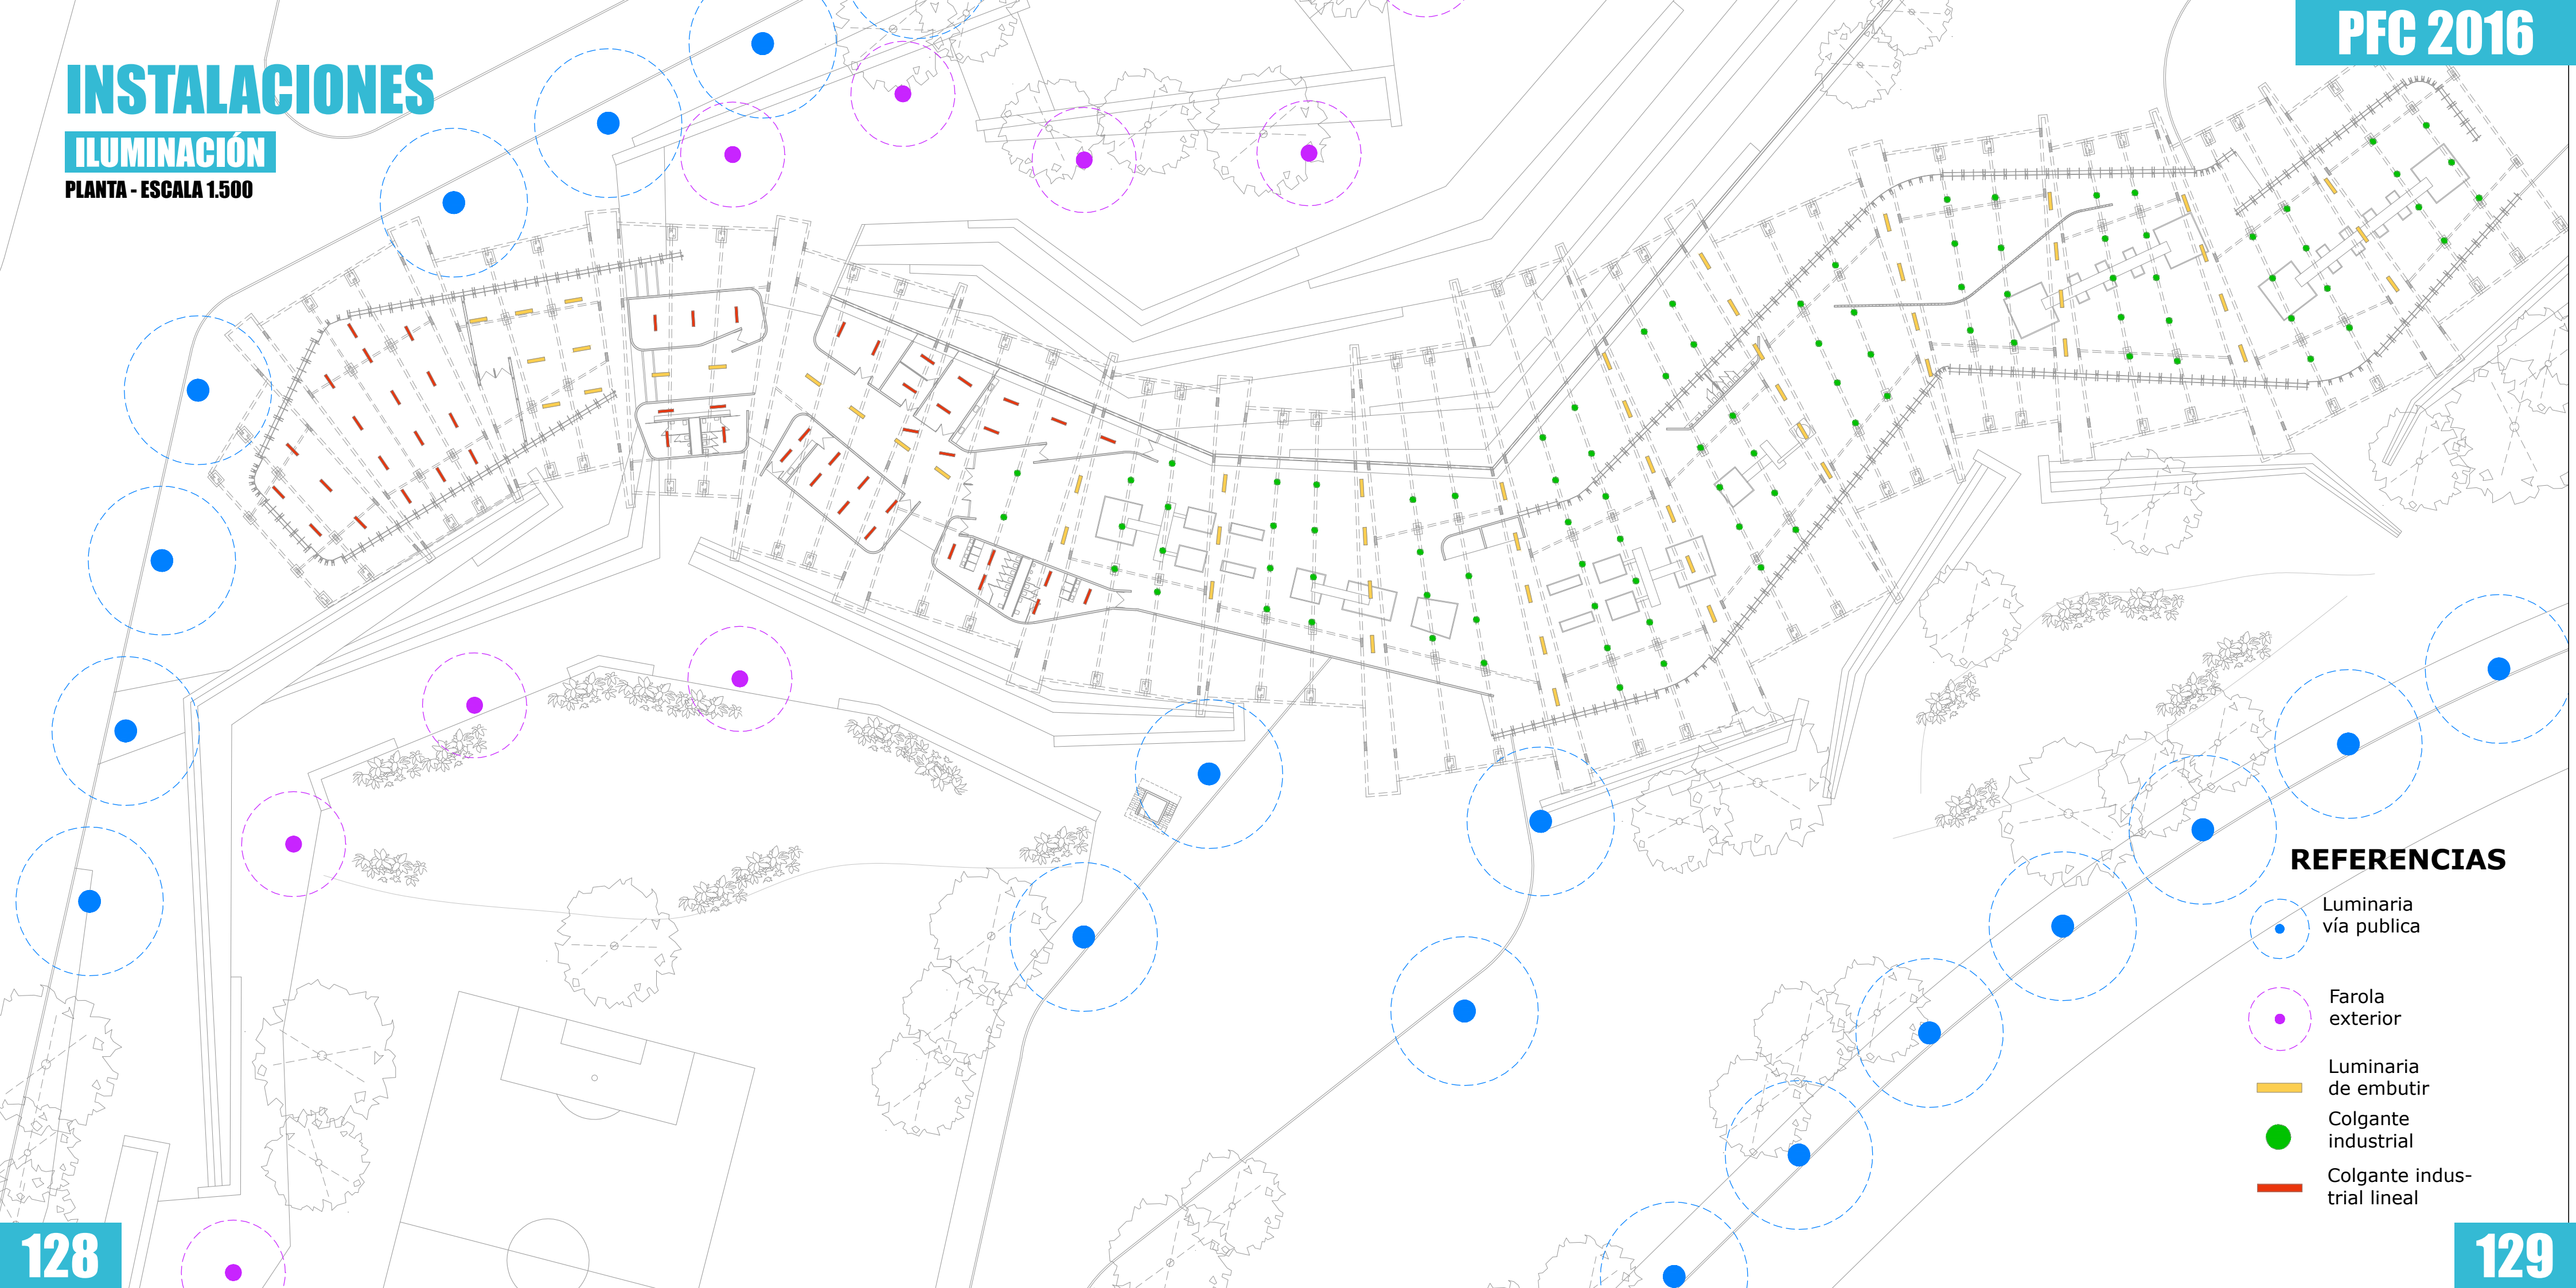 INSTALACIONES
ILUMINACIÓN
PLANTA - ESCALA 1.500
PFC 2016
REFERENCIAS
Luminaria
vía publica
Farola
exterior
Luminaria
de embutir
Colgante
industrial
Colgante indus-
trial lineal
128
129